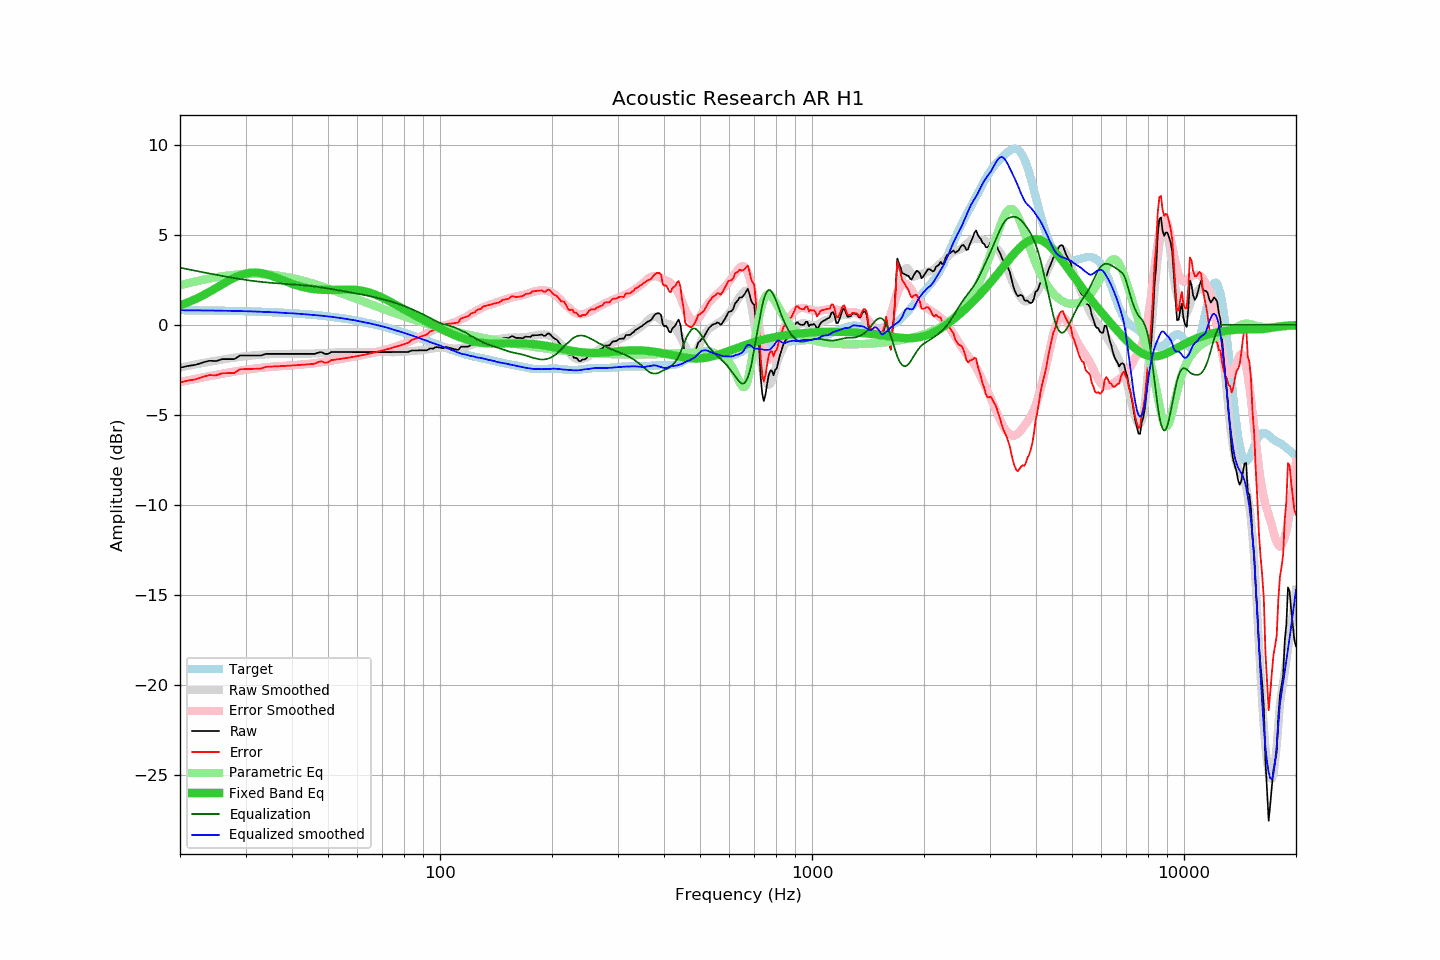 Acoustic Research AR H1
10
5
0
−5
−10
−15
−20
−25
Amplitude (dBr)
Target
Raw Smoothed
Error Smoothed
Raw
Error
Parametric Eq
Fixed Band Eq
Equalization
Equalized smoothed
100
1000
10000
Frequency (Hz)